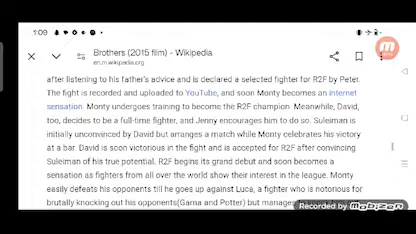 1:09
Brothers (2015 film) - Wikipedia
en.m.wikipedia.org
after listening to his father's advice and is declared a selected fighter for R2F by Peter.
The fight is recorded and uploaded to YouTube, and soon Monty becomes an internet
sensation. Monty undergoes training to become the R2F champion. Meanwhile, David,
too, decides to be a full-time fighter, and Jenny encourages him to do so. Suleiman is
initially unconvinced by David but arranges a match while Monty celebrates his victory
at a bar. David is soon victorious in the fight and is accepted for R2F after convincing
Suleiman of his true potential. R2F begins its grand debut and soon becomes a
sensation as fighters from all over the world show their interest in the league. Monty
easily defeats his opponents till he goes up against Luca, a fighter who is notorious for
brutally knocking out his opponents(Gama and Potter) but manages
Recorded by Mobizen